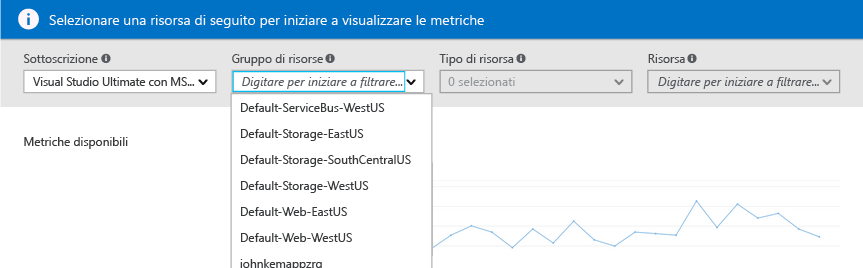 Selezionare una risorsa di seguito per iniziare a visualizzare le metriche
Sottoscrizione Gruppo di risorse Tipo di risorsa Risorsa
Visual Studio Ultimate con MS... Digitare per iniziare a filtrare... 0 selezionati Digitare per iniziare a filtrare...
Default-ServiceBus-WestUS
Default-Storage-EastUS
Metriche disponibili
Default-Storage-SouthCentralUS
Default-Storage-WestUS
Default-Web-EastUS
Default-Web-WestUS
johnkemappzrg